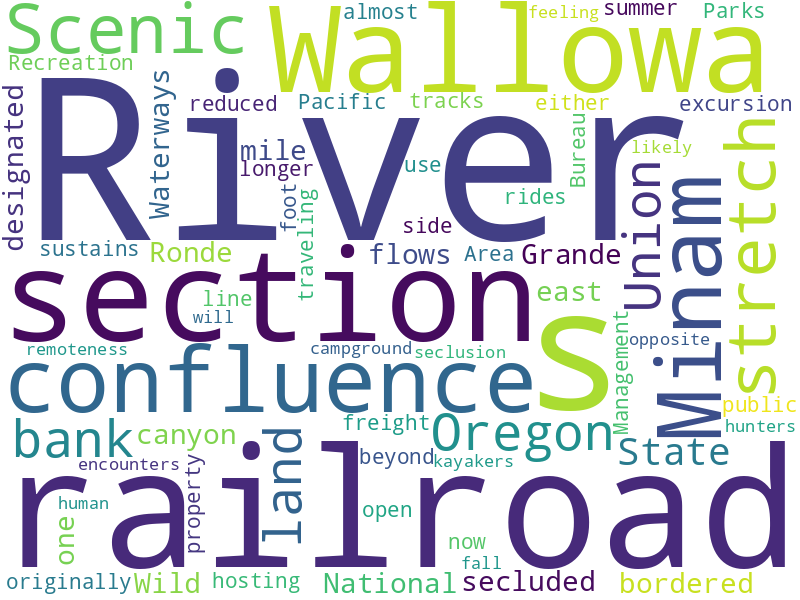 Scenic
Wallowa
almost
feeling
summer
Parks
Recreation
River
designated
Waterways
reduced
Pacific
tracks
either
excursion
stretch
mile
longer
foot
traveling
use
side
rides
Bureau
likely
Union
Minam
sustains
Ronde
flows
Area
Grande
section
line
will
east
s
Management
opposite
remoteness
campground
seclusion
confluence
public
hunters
bank
canyon
land
freight
Oregon
State
encounters
property
beyond
kayakers
railroad
human
one
open
now
fall
originally
Wild
hosting
National
secluded
bordered